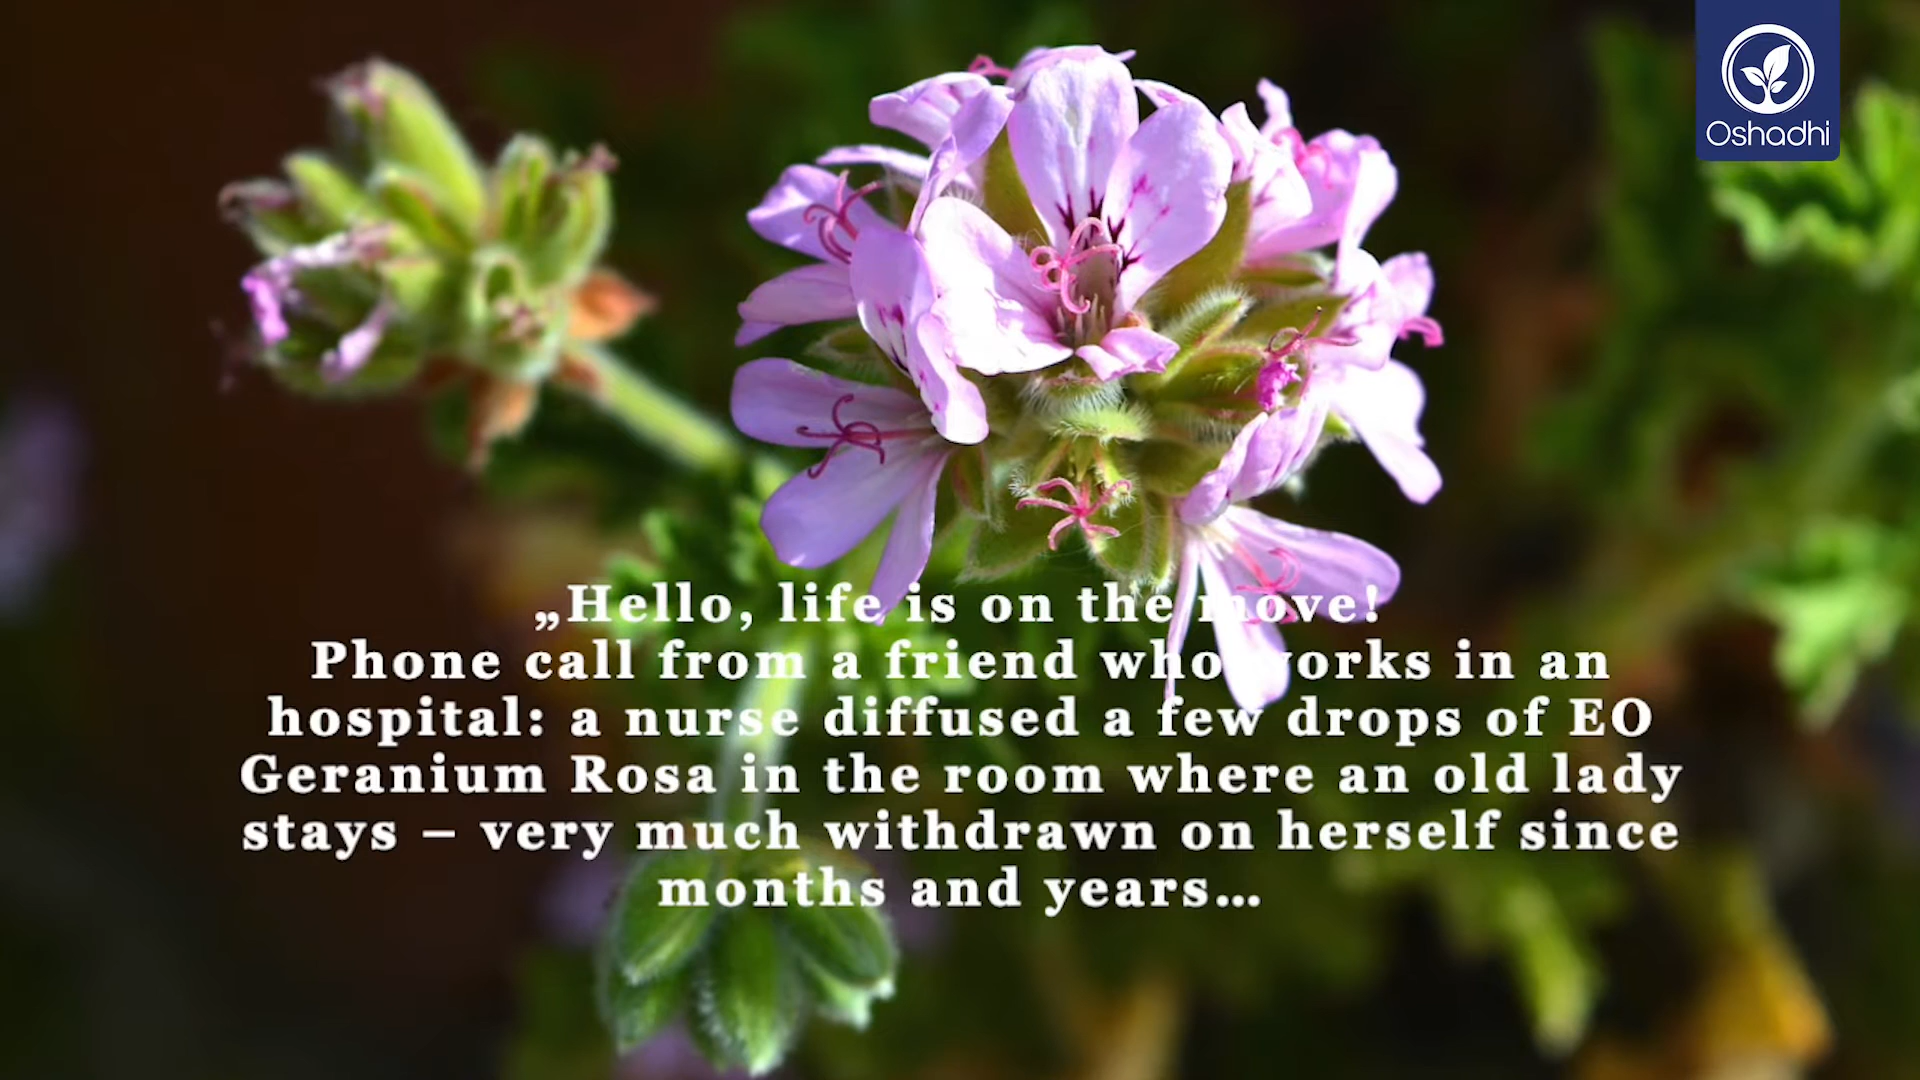 Oshadhi
„Hello, life is on the move!
Phone call from a friend who works in an
hospital: a nurse diffused a few drops of EO
Geranium Rosa in the room where an old lady
stays – very much withdrawn on herself since
months and years...